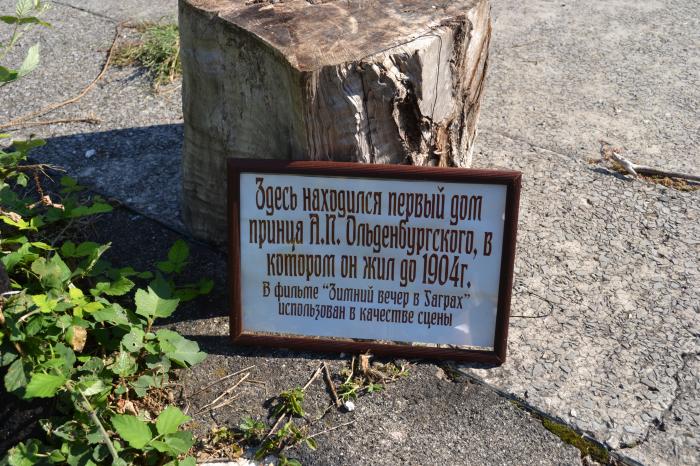 Здесь находился первый дом
принца А.П. Ольденбургского, в
котором он жил до 1904г.
В фильме "Зимний вечер в Гаграх"
использован в качестве сцены